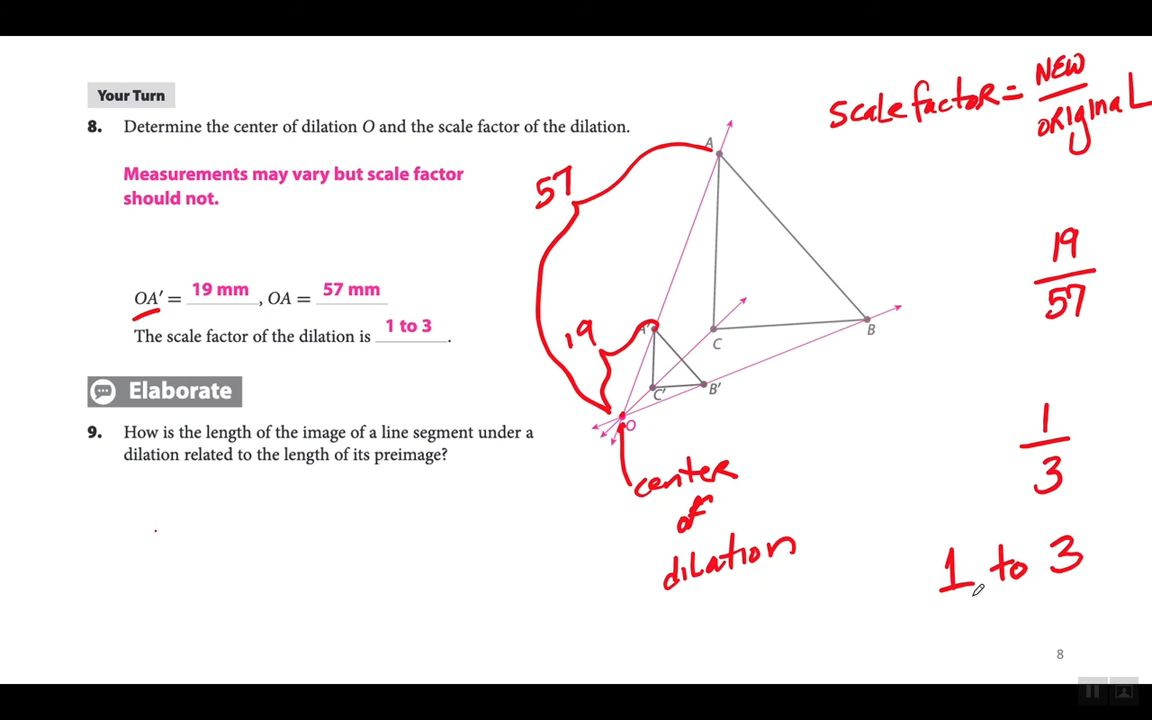 Your Turn
8. Determine the center of dilation O and the scale factor of the dilation.
Measurements may vary but scale factor
should not.
OA′ = 19 mm , OA = 57 mm
The scale factor of the dilation is 1 to 3 .
Elaborate
9. How is the length of the image of a line segment under a
dilation related to the length of its preimage?
scale factor = NEW
original
57
19
A
B
C
A′
B′
C′
O
center
of
dilation
19
57
1
3
1 to 3
8